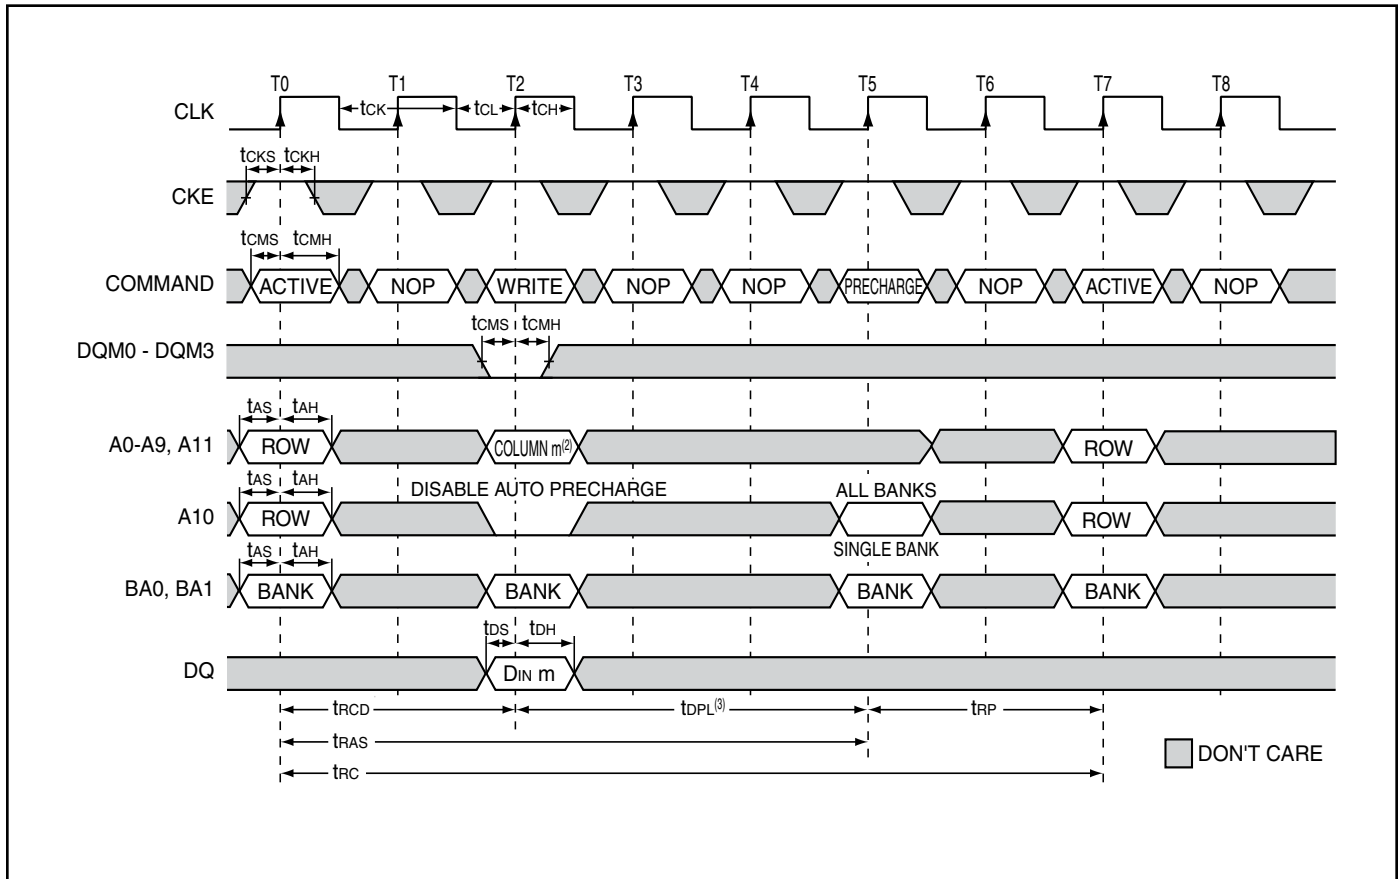 T0 T1 T2 T3 T4 T5 T6 T7 T8
CLK tCK tCL tCH
tCKS tCKH
CKE
tCMS tCMH
COMMAND ACTIVE NOP WRITE NOP NOP PRECHARGE NOP ACTIVE NOP
tCMS tCMH
DQM0 - DQM3
tAS tAH
A0-A9, A11 ROW COLUMN m(2) ROW
tAS tAH DISABLE AUTO PRECHARGE ALL BANKS
A10 ROW ROW
tAS tAH SINGLE BANK
BA0, BA1 BANK BANK BANK BANK
tDS tDH
DQ DIN m
tRCD tDPL(3) tRP
tRAS
DON'T CARE
tRC